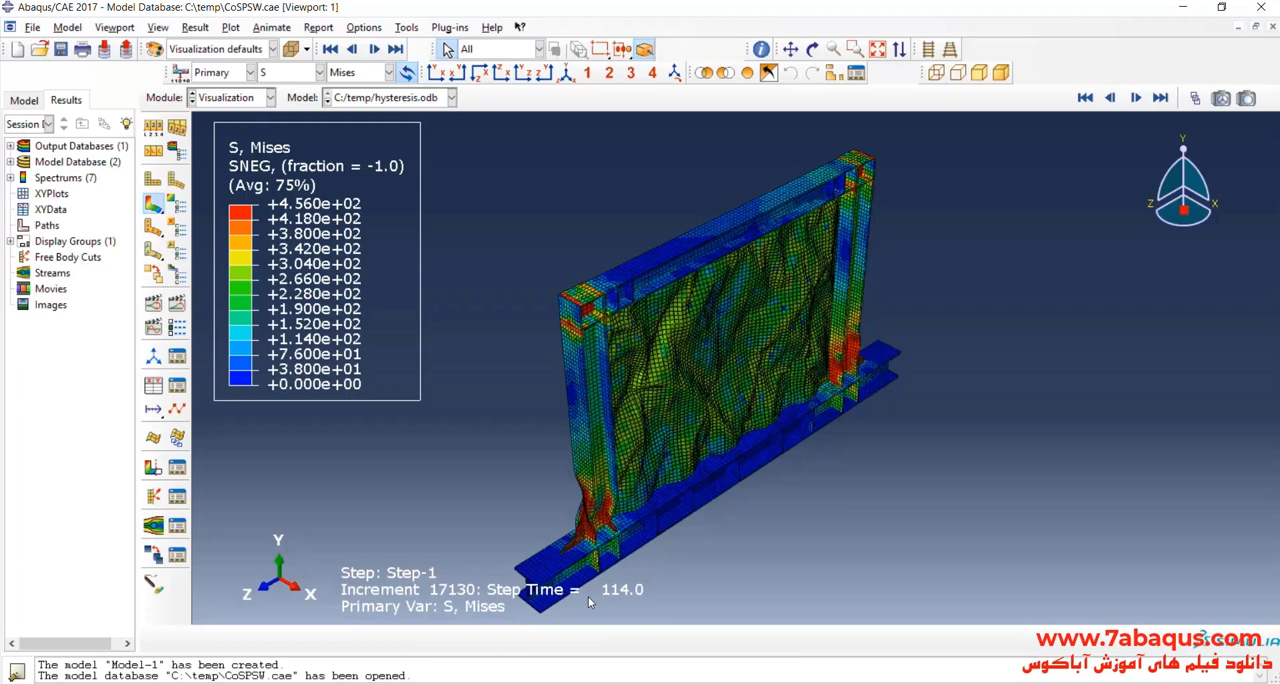 Abaqus/CAE 2017 - Model Database: C:\temp\CoSPSW.cae [Viewport: 1]
File Model Viewport View Result Plot Animate Report Options Tools Plug-ins Help
Visualization defaults All
Primary S Mises 1 2 3 4
Model Results Module: Visualization Model: C:/temp/hysteresis.odb
Session
Output Databases (1)
Model Database (2)
Spectrums (7)
XYPlots
XYData
Paths
Display Groups (1)
Free Body Cuts
Streams
Movies
Images
S, Mises
SNEG, (fraction = -1.0)
(Avg: 75%)
+4.560e+02
+4.180e+02
+3.800e+02
+3.420e+02
+3.040e+02
+2.660e+02
+2.280e+02
+1.900e+02
+1.520e+02
+1.140e+02
+7.600e+01
+3.800e+01
+0.000e+00
Y
Z X
Y
Z X
Step: Step-1
Increment 17130: Step Time = 114.0
Primary Var: S, Mises
www.7abaqus.com
دانلود فیلم های آموزش آباکوس
The model "Model-1" has been created.
The model database "C:\temp\CoSPSW.cae" has been opened.